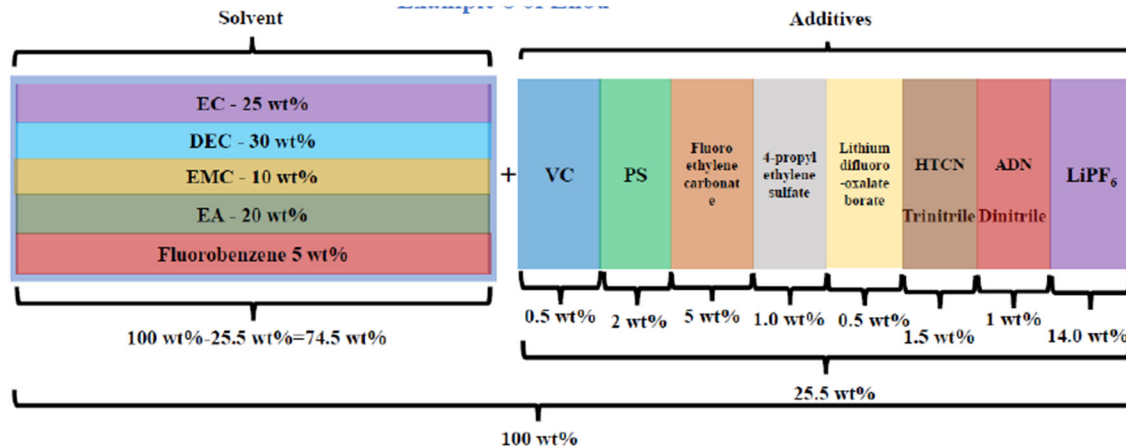 Solvent
Additives
EC - 25 wt%
DEC - 30 wt%
EMC - 10 wt%
EA - 20 wt%
Fluorobenzene 5 wt%
+
VC
PS
Fluoro
ethylene
carbonat
e
4-propyl
ethylene
sulfate
Lithium
difluoro
-oxalate
borate
HTCN
Trinitrile
ADN
Dinitrile
LiPF₆
0.5 wt%
2 wt%
5 wt%
1.0 wt%
0.5 wt%
1.5 wt%
1 wt%
14.0 wt%
100 wt%-25.5 wt%=74.5 wt%
25.5 wt%
100 wt%